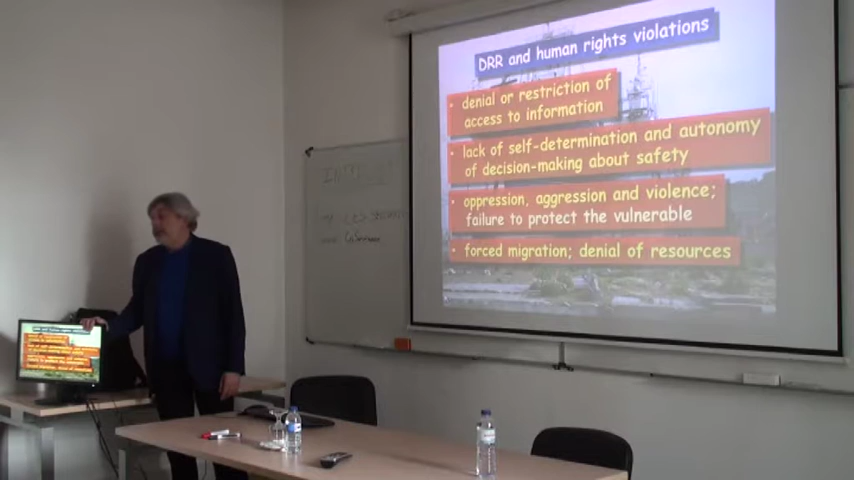 DRR and human rights violations
• denial or restriction of
access to information
• lack of self-determination and autonomy
of decision-making about safety
• oppression, aggression and violence;
failure to protect the vulnerable
• forced migration; denial of resources